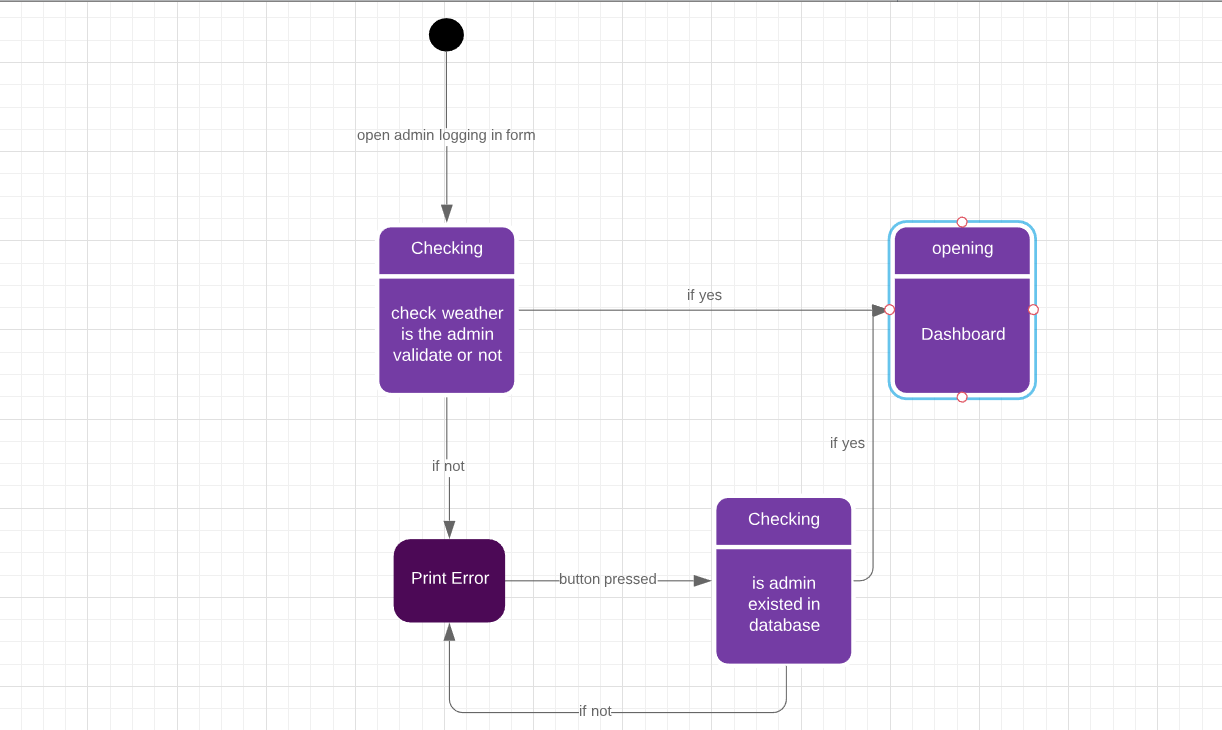 open admin logging in form
Checking
check weather
is the admin
validate or not
if yes
opening
Dashboard
if not
if yes
Print Error
button pressed
Checking
is admin
existed in
database
if not